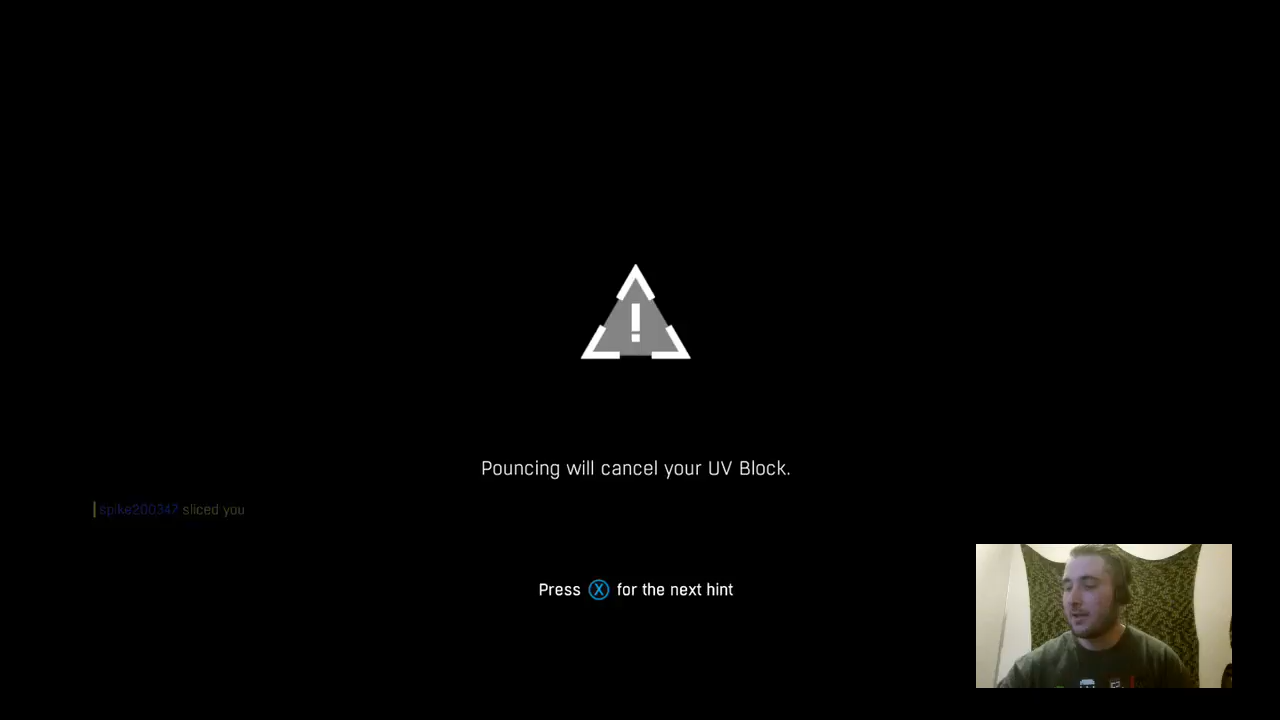 Pouncing will cancel your UV Block.
spike200347 sliced you
Press X for the next hint